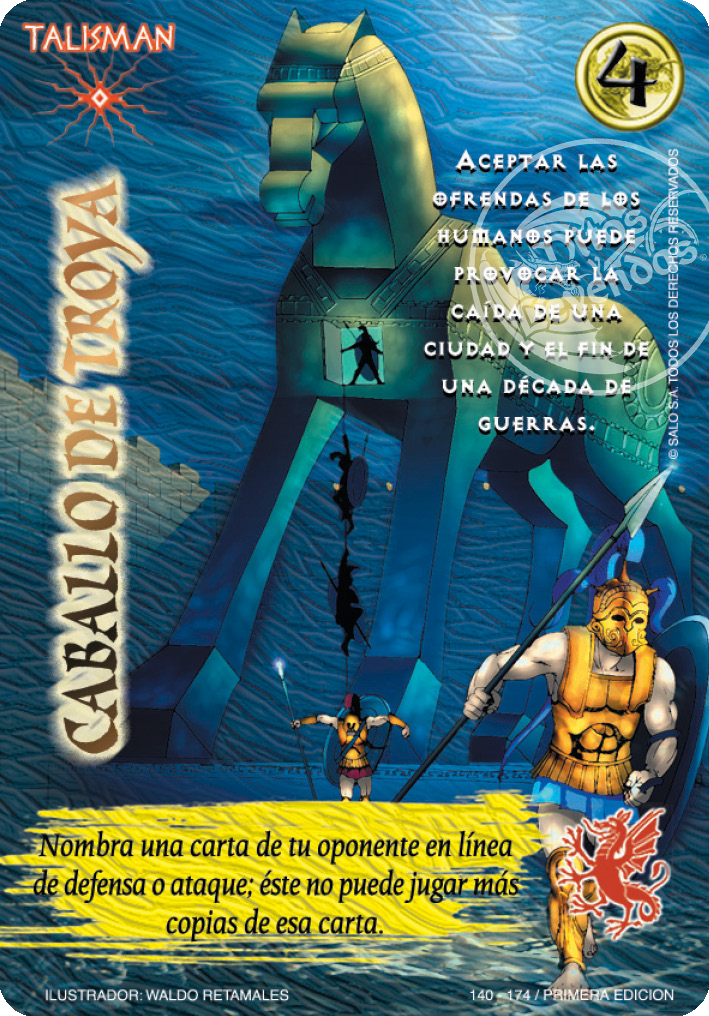 TALISMAN
4
ACEPTAR LAS
OFRENDAS DE LOS
HUMANOS PUEDE
PROVOCAR LA
CAÍDA DE UNA
CIUDAD Y EL FIN DE
UNA DÉCADA DE
GUERRAS.
CABALLO DE TROYA
© SALO S.A. TODOS LOS DERECHOS RESERVADOS
Nombra una carta de tu oponente en línea
de defensa o ataque; éste no puede jugar más
copias de esa carta.
ILUSTRADOR: WALDO RETAMALES
140 - 174 / PRIMERA EDICION